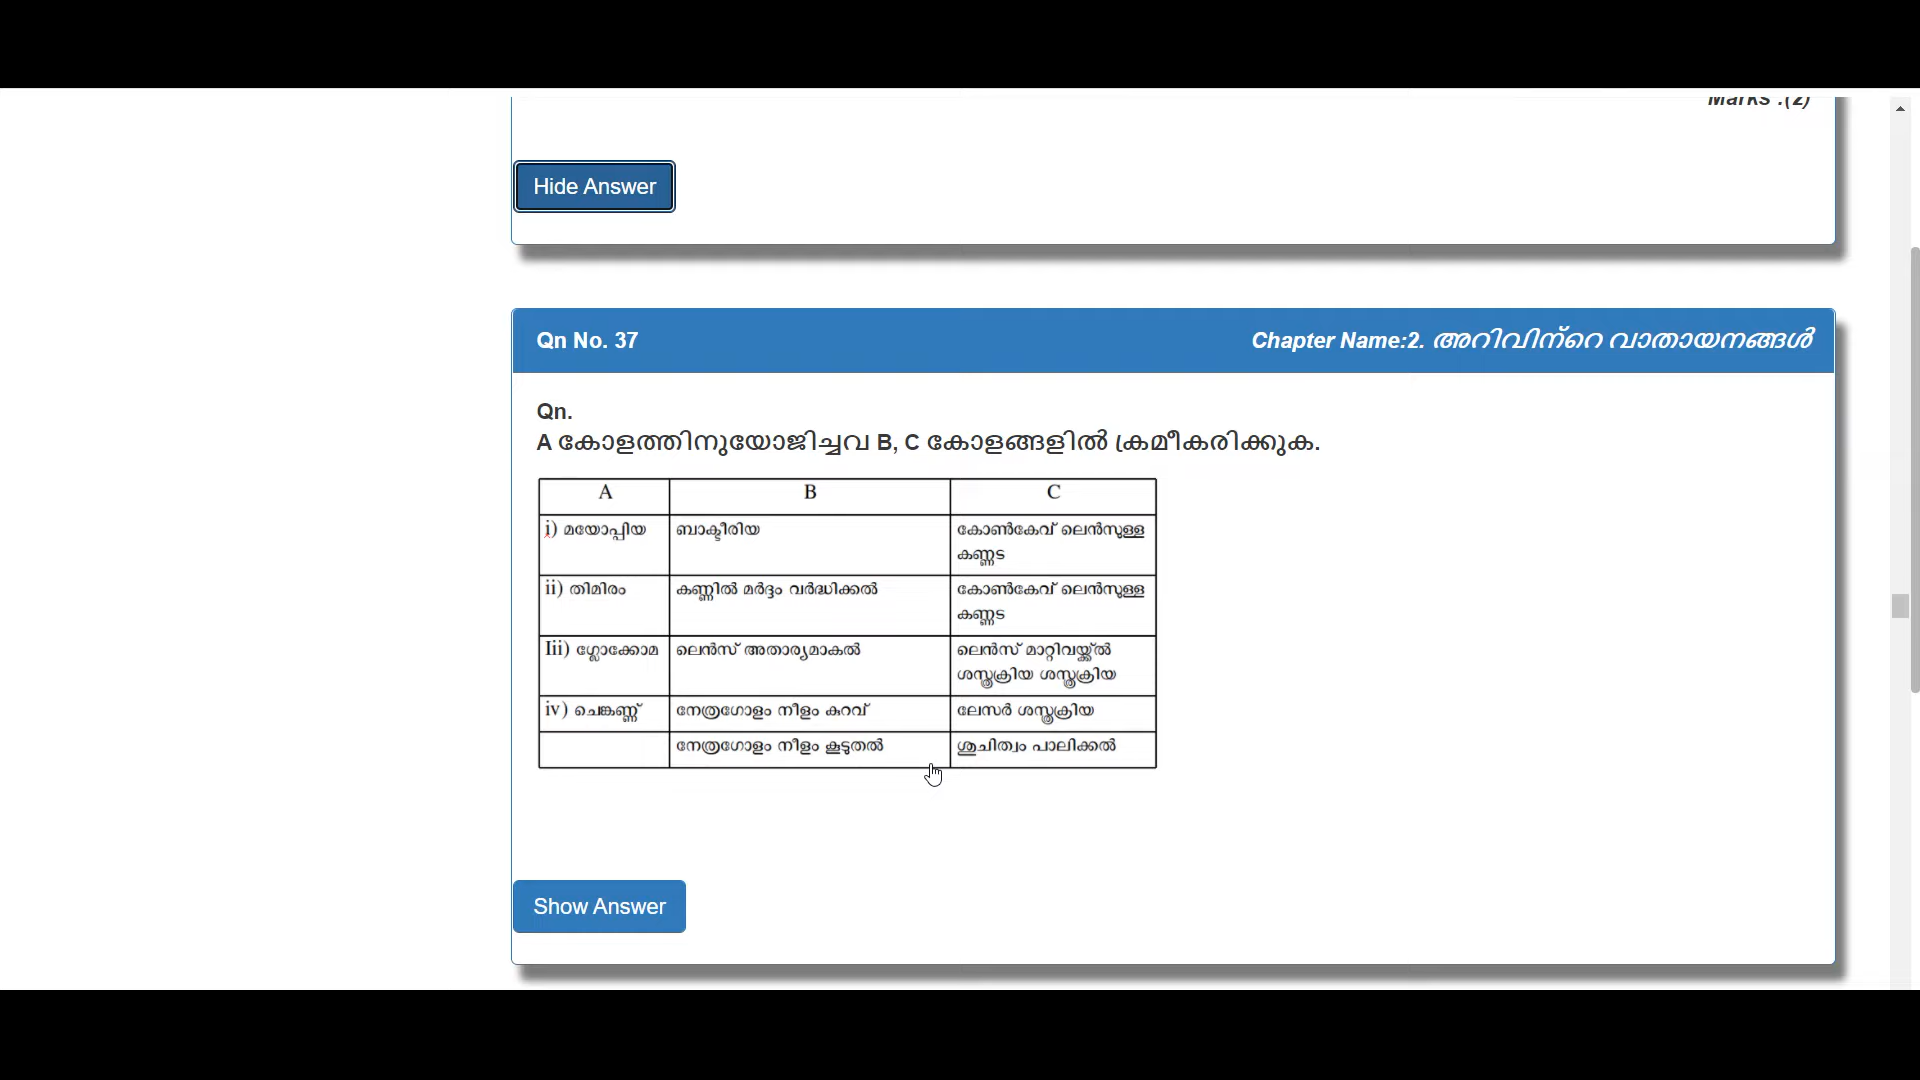 Marks :(2)
Hide Answer
Qn No. 37
Chapter Name:2. അറിവിന്റെ വാതായനങ്ങൾ
Qn.
A കോളത്തിനുയോജിച്ചവ B, C കോളങ്ങളിൽ ക്രമീകരിക്കുക.
A B C
i) മയോപ്പിയ ബാക്ടീരിയ കോൺകേവ് ലെൻസുള്ള
കണ്ണട
ii) തിമിരം കണ്ണിൽ മർദ്ദം വർദ്ധിക്കൽ കോൺകേവ് ലെൻസുള്ള
കണ്ണട
Iii) ഗ്ലോക്കോമ ലെൻസ് അതാര്യമാകൽ ലെൻസ് മാറ്റിവയ്ക്ക്ൽ
ശസ്ത്രക്രിയ ശസ്ത്രക്രിയ
iv) ചെങ്കണ്ണ് നേത്രഗോളം നീളം കുറവ് ലേസർ ശസ്ത്രക്രിയ
നേത്രഗോളം നീളം കൂടുതൽ ശുചിത്വം പാലിക്കൽ
Show Answer